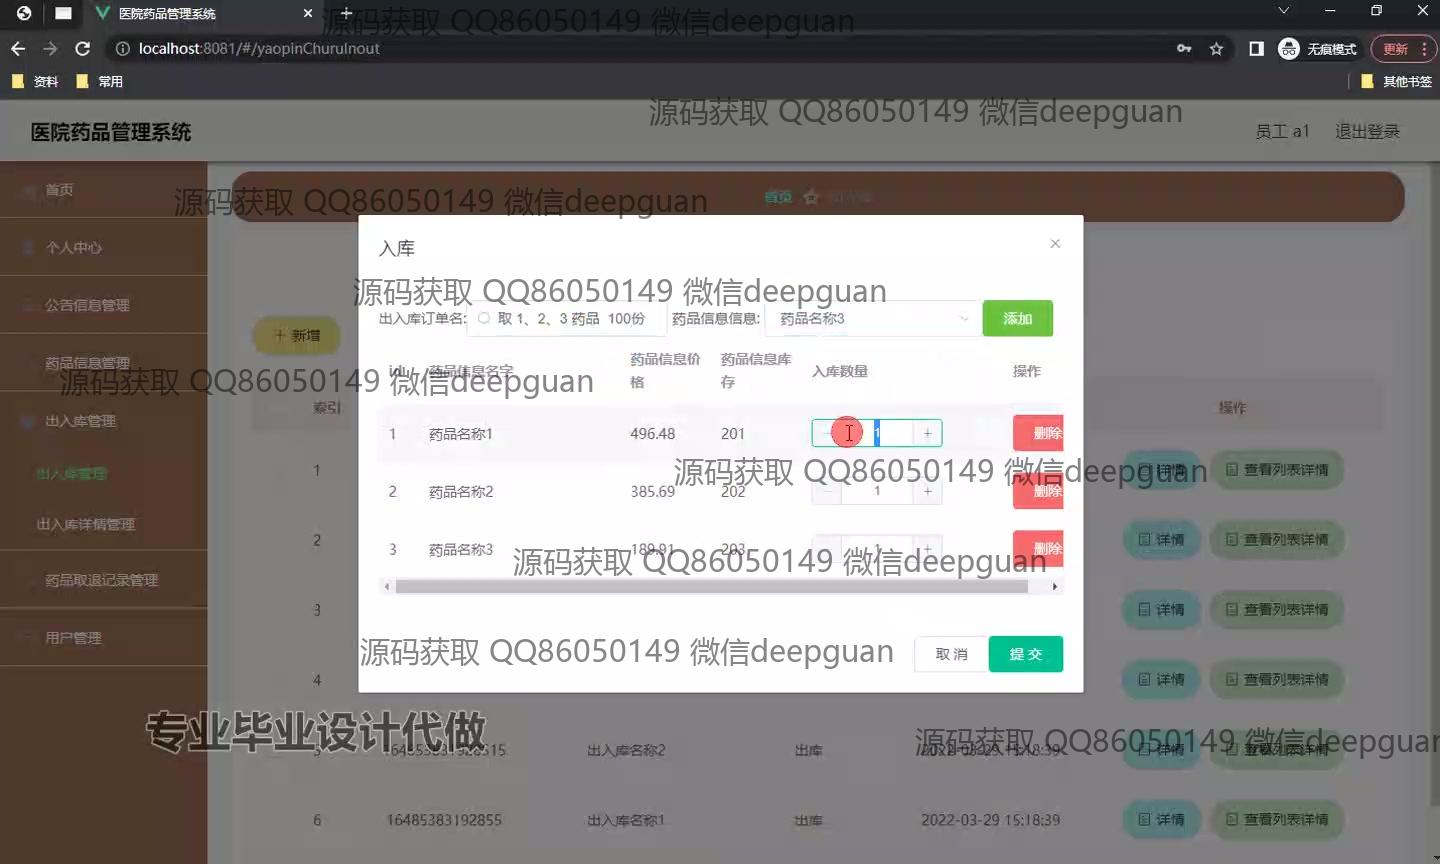 医院药品管理系统
localhost:8081/#/yaopinChuruInout
无痕模式
更新
资料
常用
其他书签
源码获取 QQ86050149 微信deepguan
源码获取 QQ86050149 微信deepguan
医院药品管理系统
员工 a1
退出登录
首页
源码获取 QQ86050149 微信deepguan
首页
个人中心
公告信息管理
药品信息管理
出入库管理
出入库管理
出入库详情管理
药品取退记录管理
用户管理
+ 新增
入库
源码获取 QQ86050149 微信deepguan
出入库订单名:
取 1、2、3 药品 100份
药品信息信息:
药品名称3
添加
id
药品信息名字
药品信息价格
药品信息库存
入库数量
操作
源码获取 QQ86050149 微信deepguan
索引
操作
1 药品名称1 496.48 201 - 1 + 删除
源码获取 QQ86050149 微信deepguan
2 药品名称2 385.69 202 - 1 + 删除
3 药品名称3 189.91 203 - 1 + 删除
源码获取 QQ86050149 微信deepguan
源码获取 QQ86050149 微信deepguan
取 消
提 交
1 详情 查看列表详情
2 详情 查看列表详情
3 详情 查看列表详情
4 详情 查看列表详情
专业毕业设计代做
源码获取 QQ86050149 微信deepguan
5 出入库名称2 出库 2022-03-29 15:18:39 详情 查看列表详情
6 16485383192855 出入库名称1 出库 2022-03-29 15:18:39 详情 查看列表详情